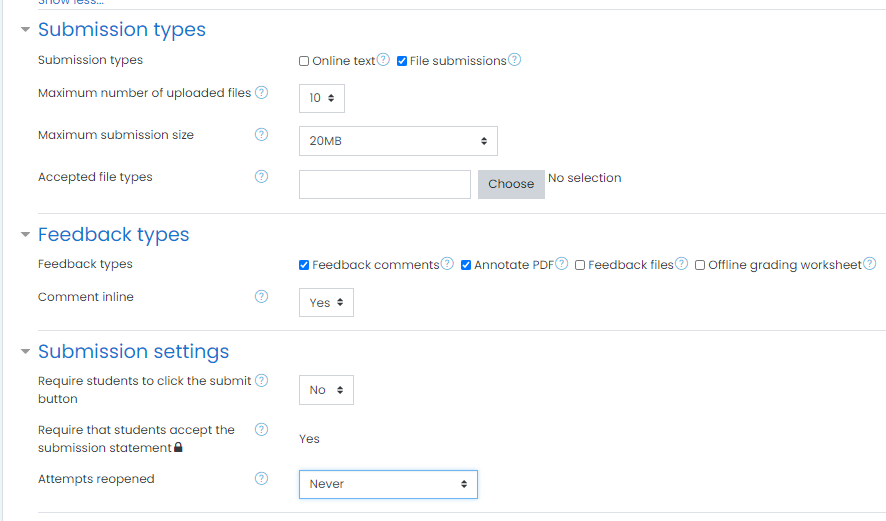 Show less...
Submission types
Submission types Online text File submissions
Maximum number of uploaded files 10
Maximum submission size 20MB
Accepted file types Choose No selection
Feedback types
Feedback types Feedback comments Annotate PDF Feedback files Offline grading worksheet
Comment inline Yes
Submission settings
Require students to click the submit
button No
Require that students accept the
submission statement Yes
Attempts reopened Never